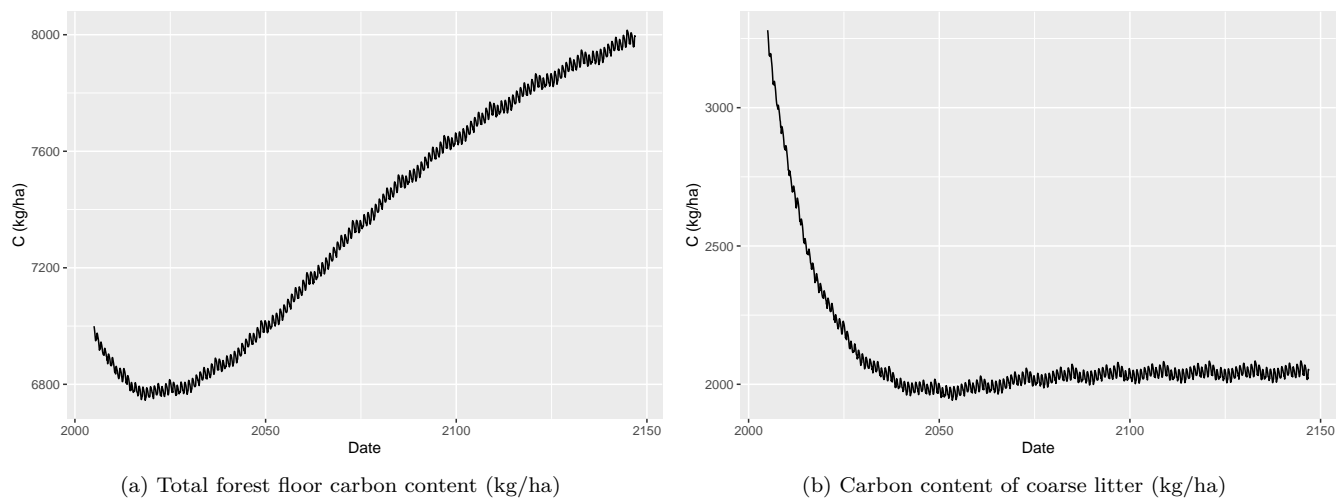 8000
7600
7200
6800
C (kg/ha)
2000 2050 2100 2150
Date
(a) Total forest floor carbon content (kg/ha)
3000
2500
2000
C (kg/ha)
2000 2050 2100 2150
Date
(b) Carbon content of coarse litter (kg/ha)